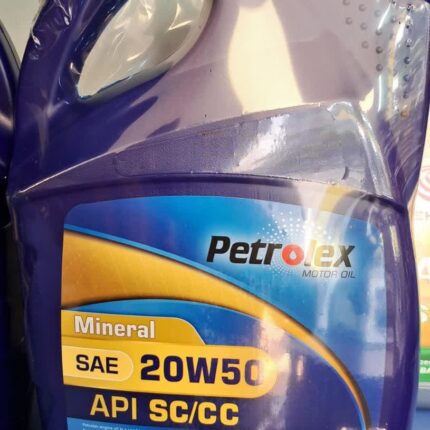 Petrolex
MOTOR OIL
Mineral
SAE 20W50
API SC/CC